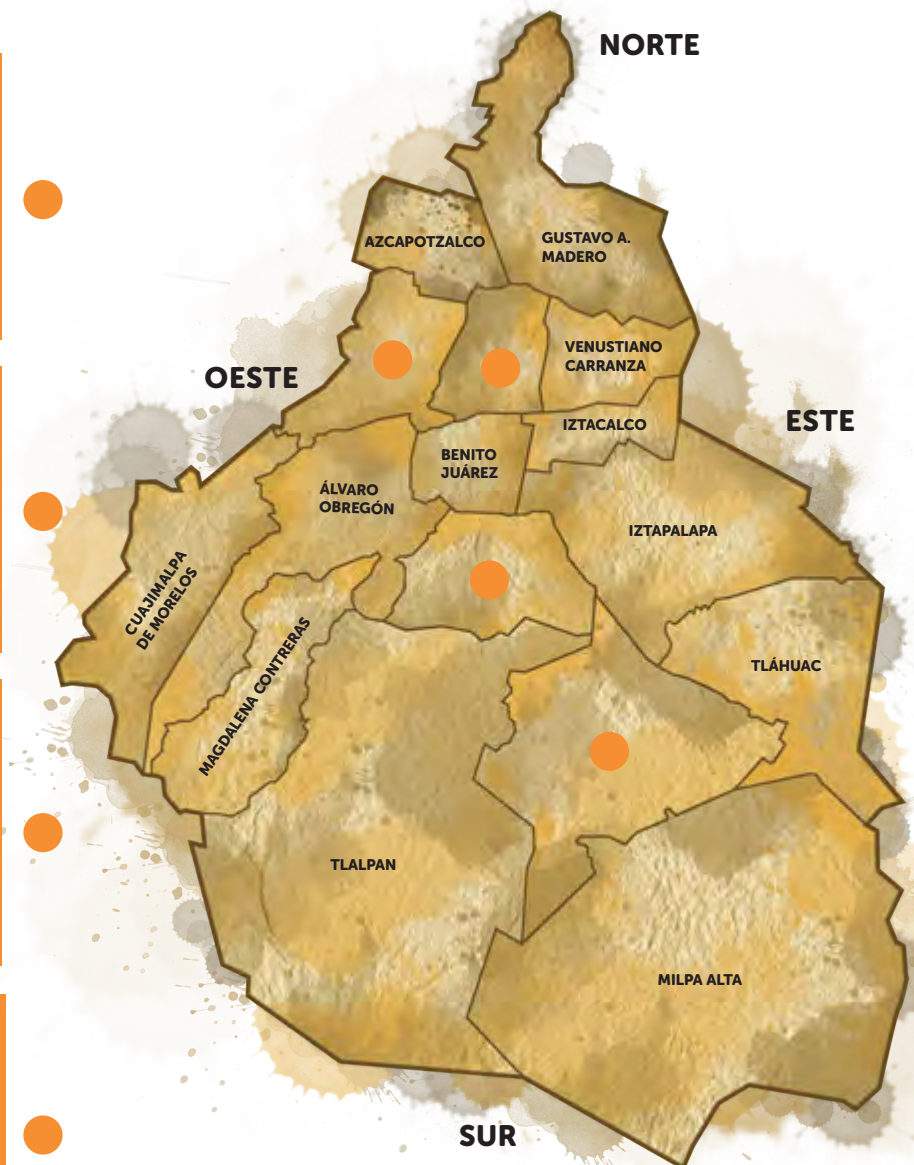 NORTE
AZCAPOTZALCO
GUSTAVO A.
MADERO
VENUSTIANO
CARRANZA
OESTE
ESTE
IZTACALCO
BENITO
JUÁREZ
ÁLVARO
OBREGÓN
IZTAPALAPA
CUAJIMALPA
DE MORELOS
MAGDALENA CONTRERAS
TLÁHUAC
TLALPAN
MILPA ALTA
SUR